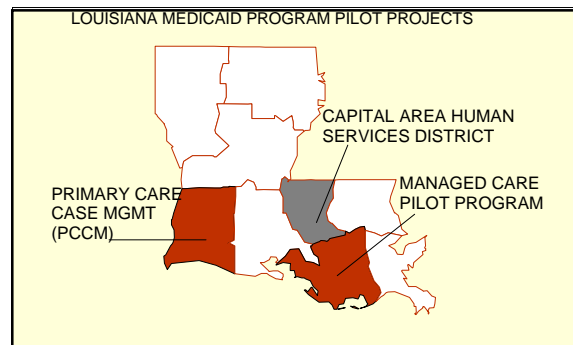 LOUISIANA MEDICAID PROGRAM PILOT PROJECTS
CAPITAL AREA HUMAN
SERVICES DISTRICT
PRIMARY CARE
CASE MGMT
(PCCM)
MANAGED CARE
PILOT PROGRAM